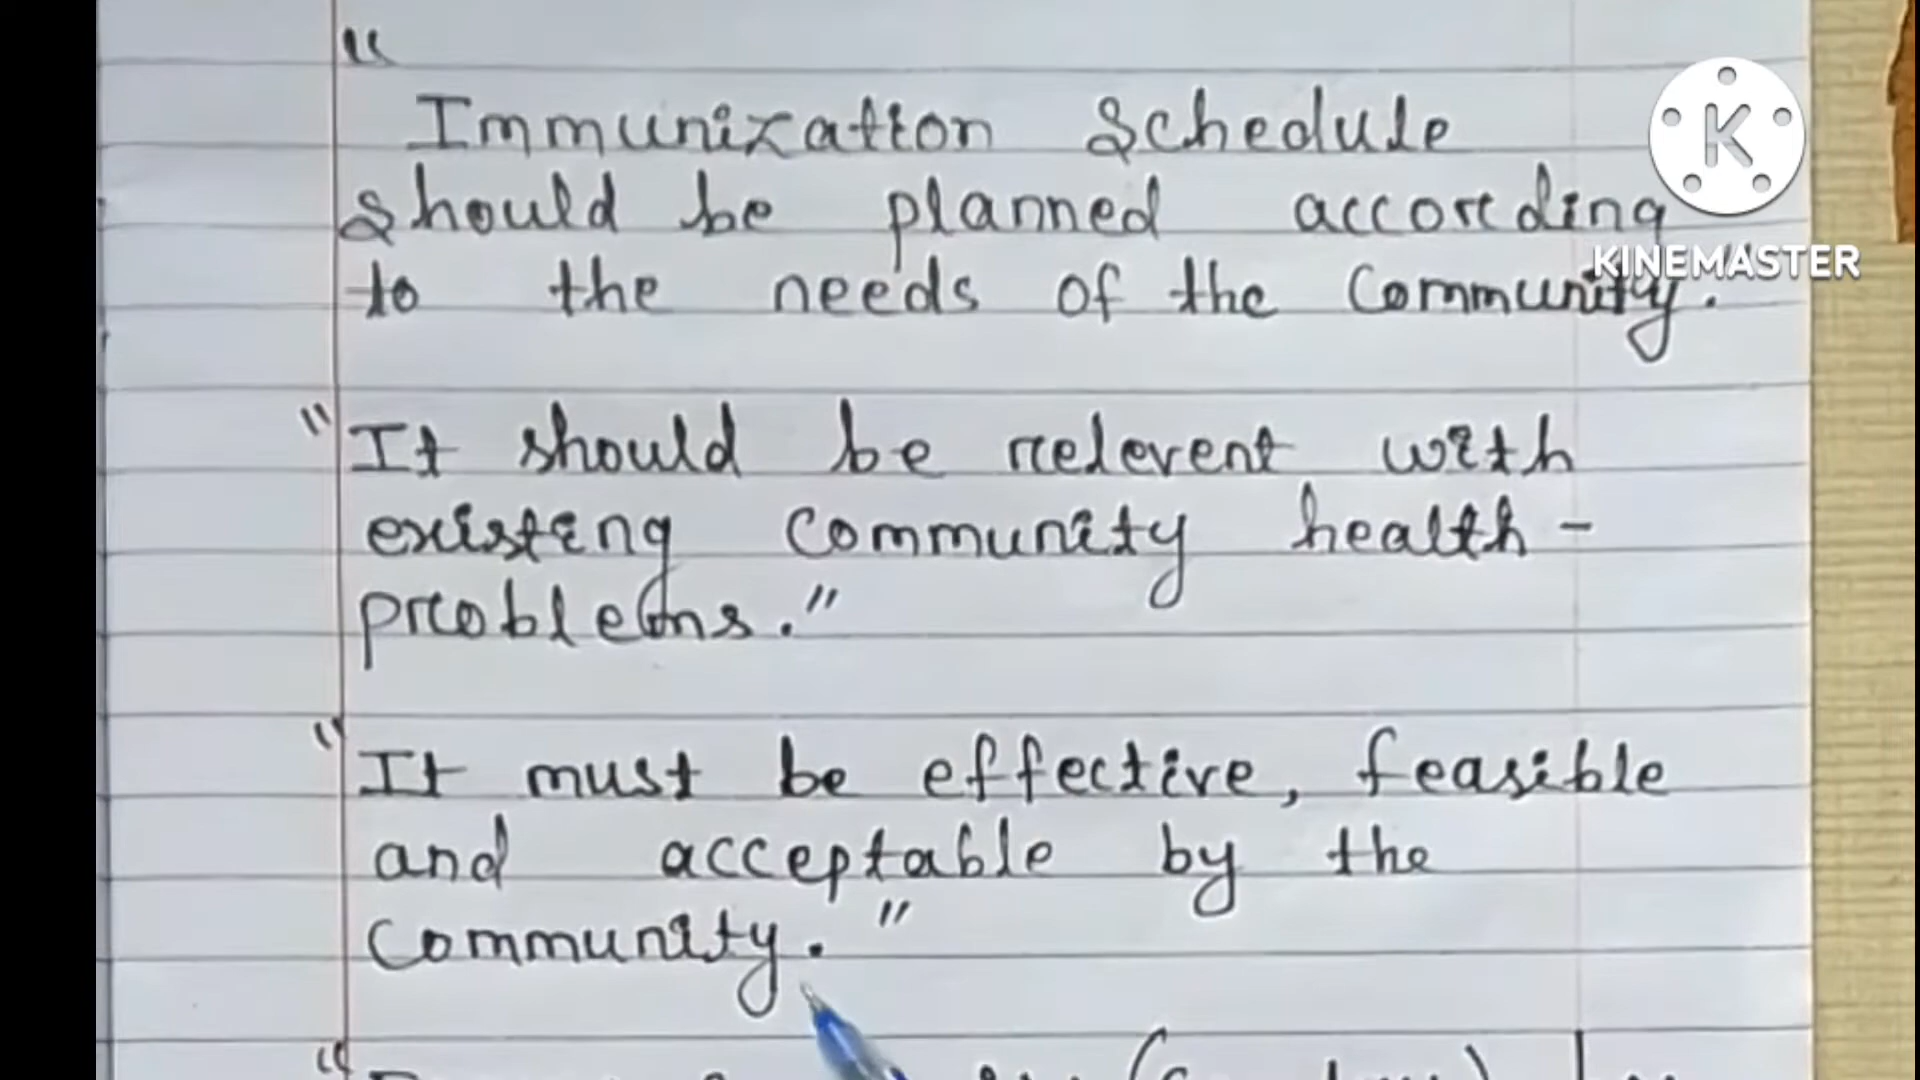 "
Immunization Schedule
should be planned according
to the needs of the Community."
"It should be relevent with
existing community health-
problems."
"It must be effective, feasible
and acceptable by the
Community."
"
K
KINEMASTER